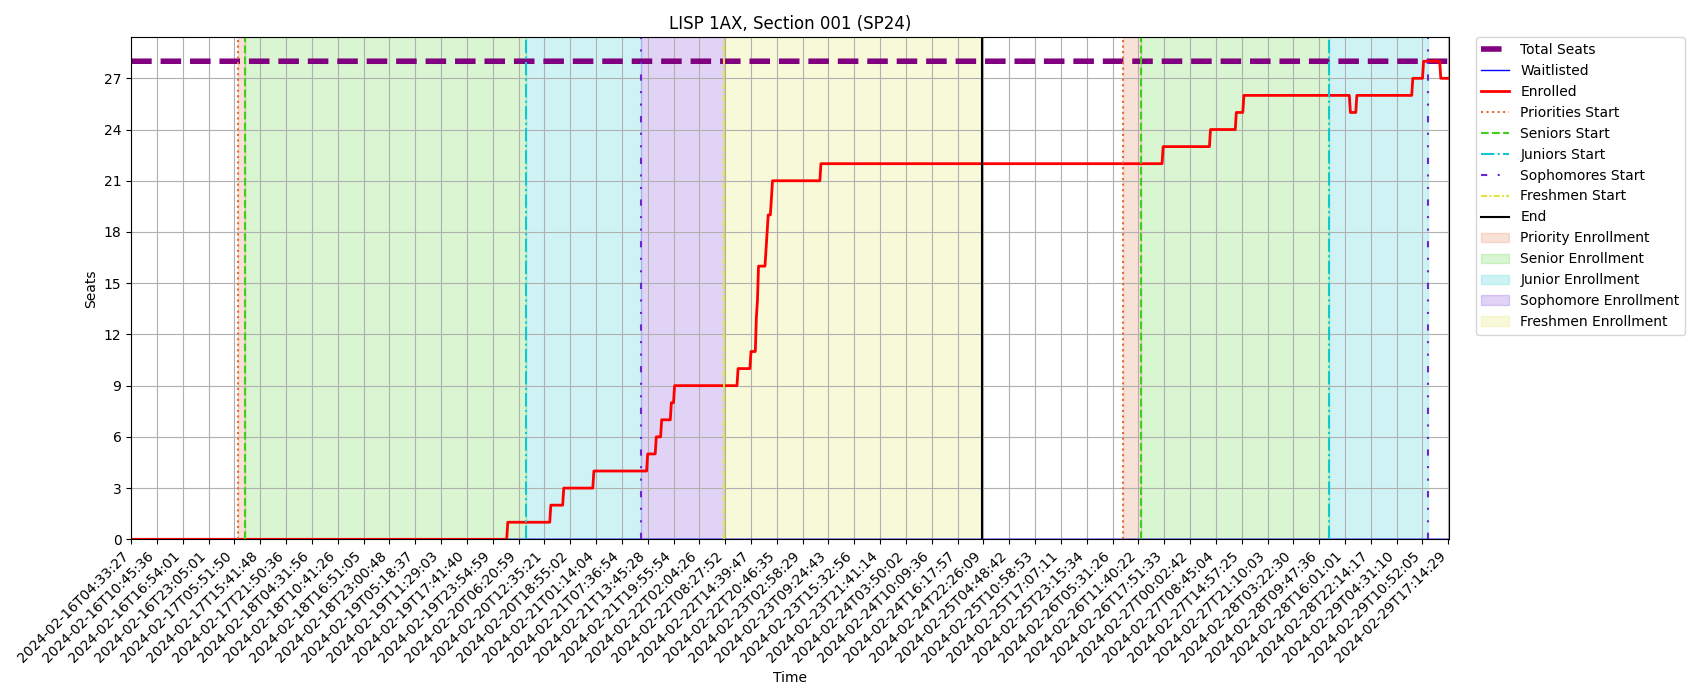 LISP 1AX, Section 001 (SP24)
Seats
27
24
21
18
15
12
9
6
3
0
2024-02-16T04:33:27
2024-02-16T10:45:36
2024-02-16T16:54:01
2024-02-16T23:05:01
2024-02-17T05:51:50
2024-02-17T15:41:48
2024-02-17T21:50:36
2024-02-18T04:31:56
2024-02-18T10:41:26
2024-02-18T16:51:05
2024-02-18T23:00:48
2024-02-19T05:18:37
2024-02-19T11:29:03
2024-02-19T17:41:40
2024-02-19T23:54:59
2024-02-20T06:20:59
2024-02-20T12:35:21
2024-02-20T18:55:02
2024-02-21T01:14:04
2024-02-21T07:36:54
2024-02-21T13:45:28
2024-02-21T19:55:54
2024-02-22T02:04:26
2024-02-22T08:27:52
2024-02-22T14:39:47
2024-02-22T20:46:35
2024-02-23T02:58:29
2024-02-23T09:24:43
2024-02-23T15:32:56
2024-02-23T21:41:14
2024-02-24T03:50:02
2024-02-24T10:09:36
2024-02-24T16:17:57
2024-02-24T22:26:09
2024-02-25T04:48:42
2024-02-25T10:58:53
2024-02-25T17:07:11
2024-02-25T23:15:34
2024-02-26T05:31:26
2024-02-26T11:40:22
2024-02-26T17:51:33
2024-02-27T00:02:42
2024-02-27T08:45:04
2024-02-27T14:57:25
2024-02-27T21:10:03
2024-02-28T03:22:30
2024-02-28T09:47:36
2024-02-28T16:01:01
2024-02-28T22:14:17
2024-02-29T04:31:10
2024-02-29T10:52:05
2024-02-29T17:14:29
Time
Total Seats
Waitlisted
Enrolled
Priorities Start
Seniors Start
Juniors Start
Sophomores Start
Freshmen Start
End
Priority Enrollment
Senior Enrollment
Junior Enrollment
Sophomore Enrollment
Freshmen Enrollment